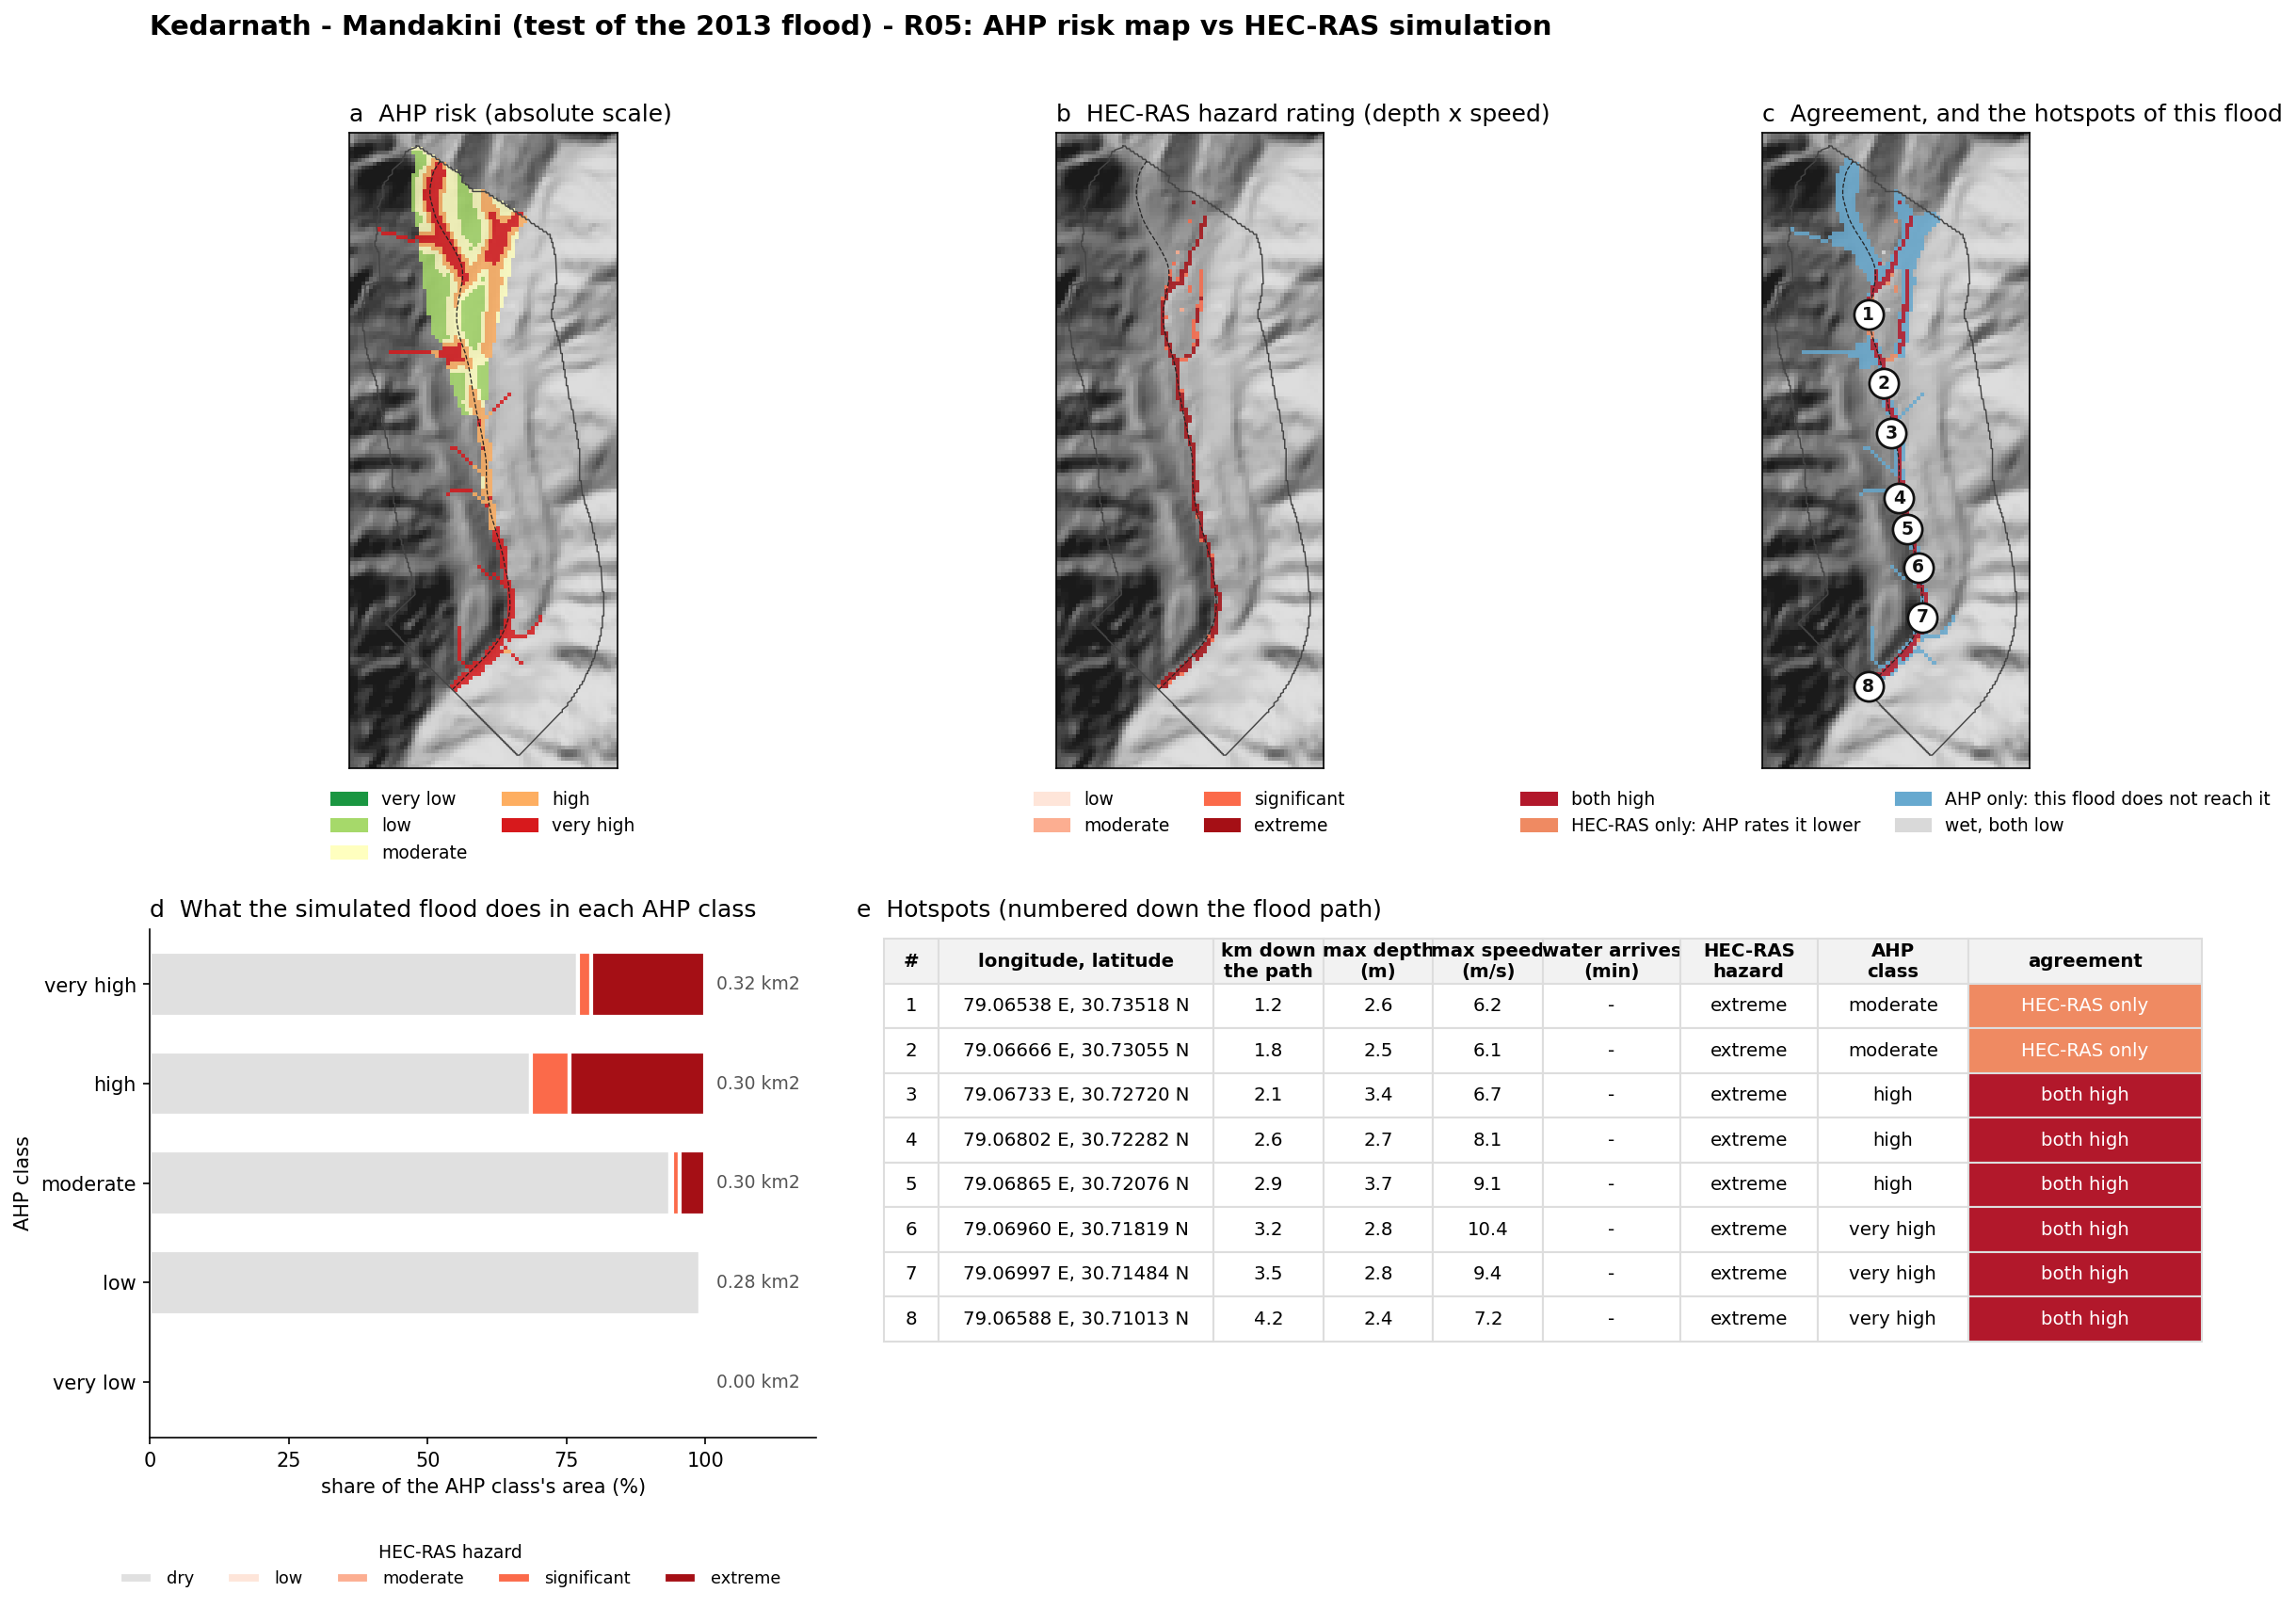 Kedarnath - Mandakini (test of the 2013 flood) - R05: AHP risk map vs HEC-RAS simulation
a AHP risk (absolute scale)
b HEC-RAS hazard rating (depth x speed)
c Agreement, and the hotspots of this flood
1
2
3
4
5
6
7
8
very low
low
moderate
high
very high
low
moderate
significant
extreme
both high
HEC-RAS only: AHP rates it lower
AHP only: this flood does not reach it
wet, both low
d What the simulated flood does in each AHP class
AHP class
very high 0.32 km2
high 0.30 km2
moderate 0.30 km2
low 0.28 km2
very low 0.00 km2
0 25 50 75 100
share of the AHP class's area (%)
HEC-RAS hazard
dry low moderate significant extreme
e Hotspots (numbered down the flood path)
# longitude, latitude km down the path max depth (m) max speed (m/s) water arrives (min) HEC-RAS hazard AHP class agreement
1 79.06538 E, 30.73518 N 1.2 2.6 6.2 - extreme moderate HEC-RAS only
2 79.06666 E, 30.73055 N 1.8 2.5 6.1 - extreme moderate HEC-RAS only
3 79.06733 E, 30.72720 N 2.1 3.4 6.7 - extreme high both high
4 79.06802 E, 30.72282 N 2.6 2.7 8.1 - extreme high both high
5 79.06865 E, 30.72076 N 2.9 3.7 9.1 - extreme high both high
6 79.06960 E, 30.71819 N 3.2 2.8 10.4 - extreme very high both high
7 79.06997 E, 30.71484 N 3.5 2.8 9.4 - extreme very high both high
8 79.06588 E, 30.71013 N 4.2 2.4 7.2 - extreme very high both high